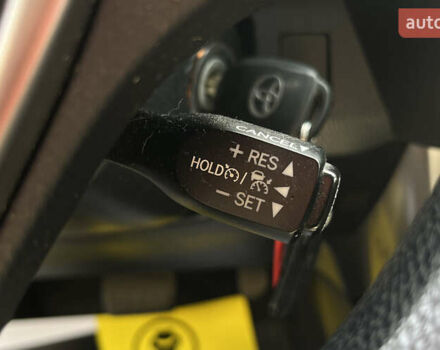 auto
CANCEL
+ RES
HOLD /
− SET